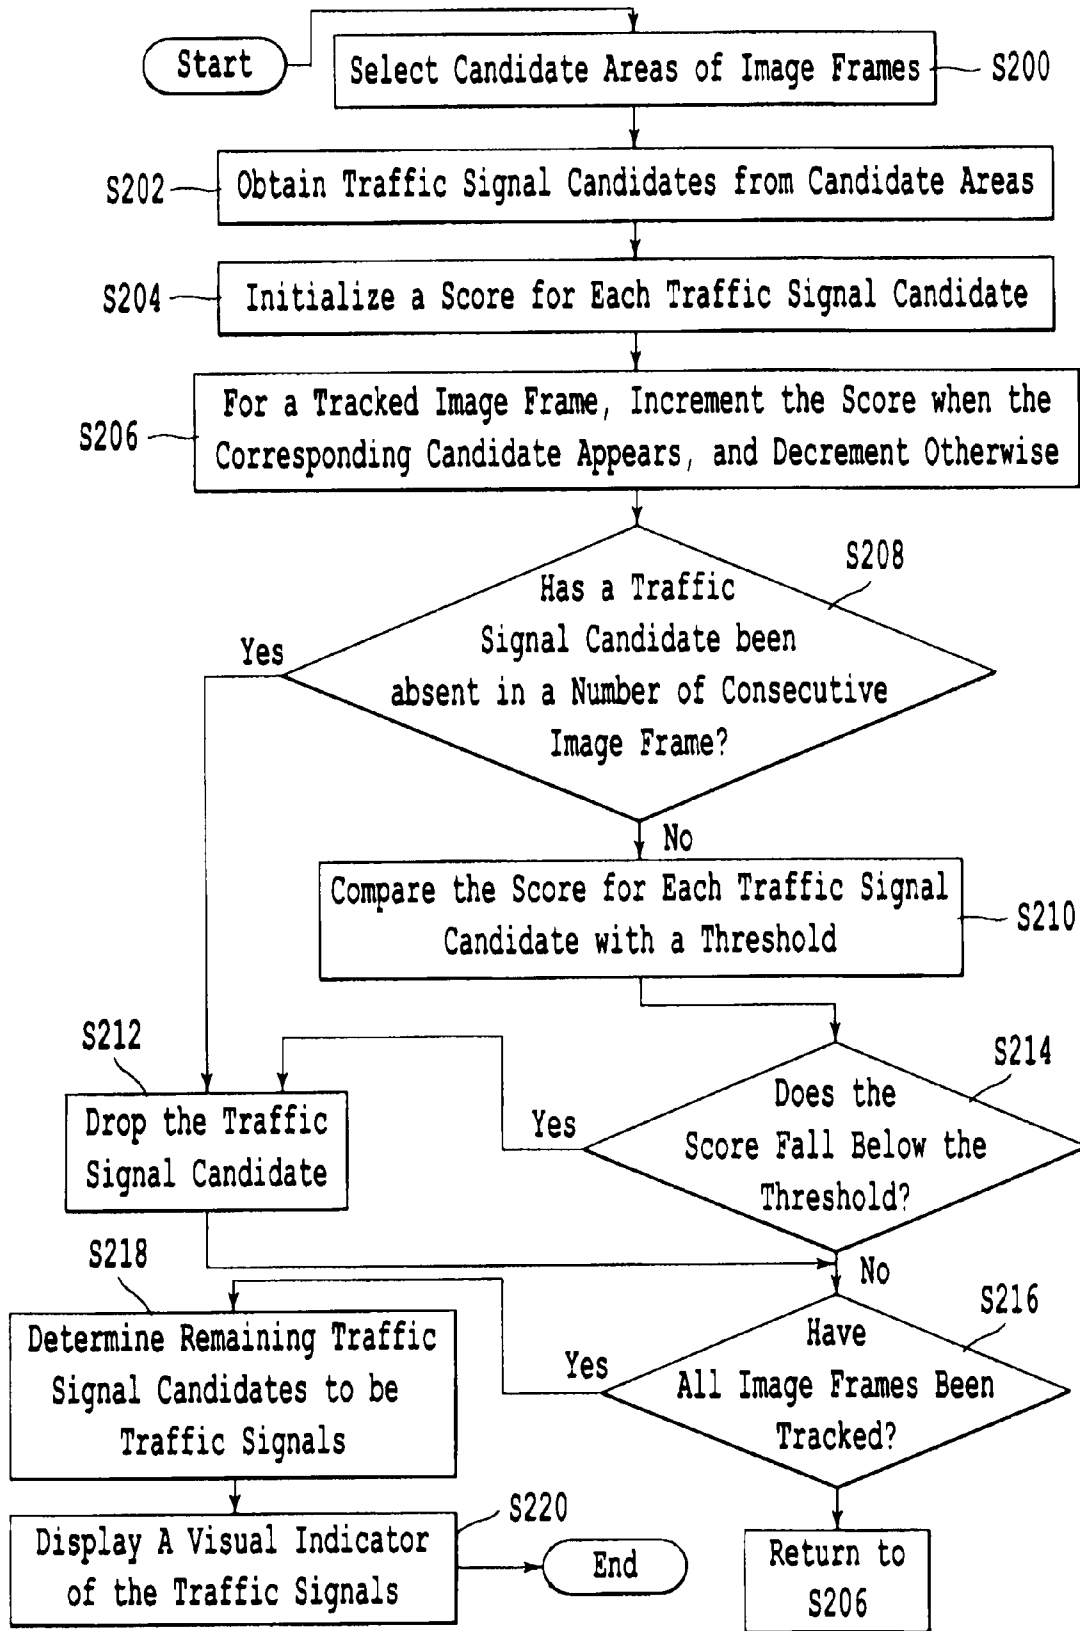 Start
Select Candidate Areas of Image Frames
S200
S202
Obtain Traffic Signal Candidates from Candidate Areas
S204
Initialize a Score for Each Traffic Signal Candidate
S206
For a Tracked Image Frame, Increment the Score when the
Corresponding Candidate Appears, and Decrement Otherwise
S208
Has a Traffic
Signal Candidate been
absent in a Number of Consecutive
Image Frame?
Yes
No
Compare the Score for Each Traffic Signal
Candidate with a Threshold
S210
S212
Drop the Traffic
Signal Candidate
S214
Does the
Score Fall Below the
Threshold?
Yes
No
S216
Have
All Image Frames Been
Tracked?
Yes
S218
Determine Remaining Traffic
Signal Candidates to be
Traffic Signals
S220
Display A Visual Indicator
of the Traffic Signals
End
Return to
S206